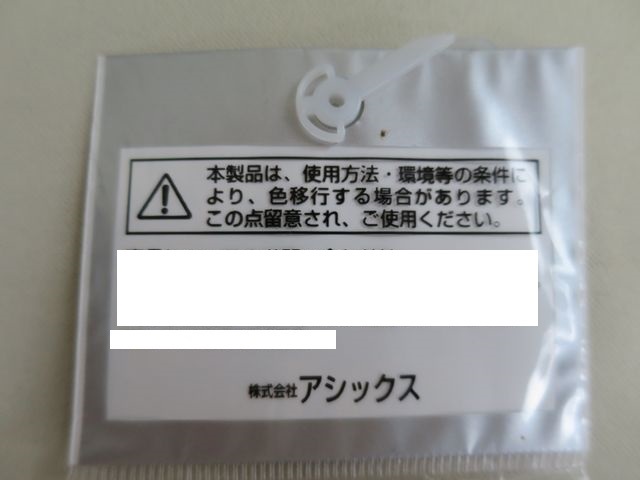 本製品は、使用方法・環境等の条件に
より、色移行する場合があります。
この点留意され、ご使用ください。
株式会社アシックス